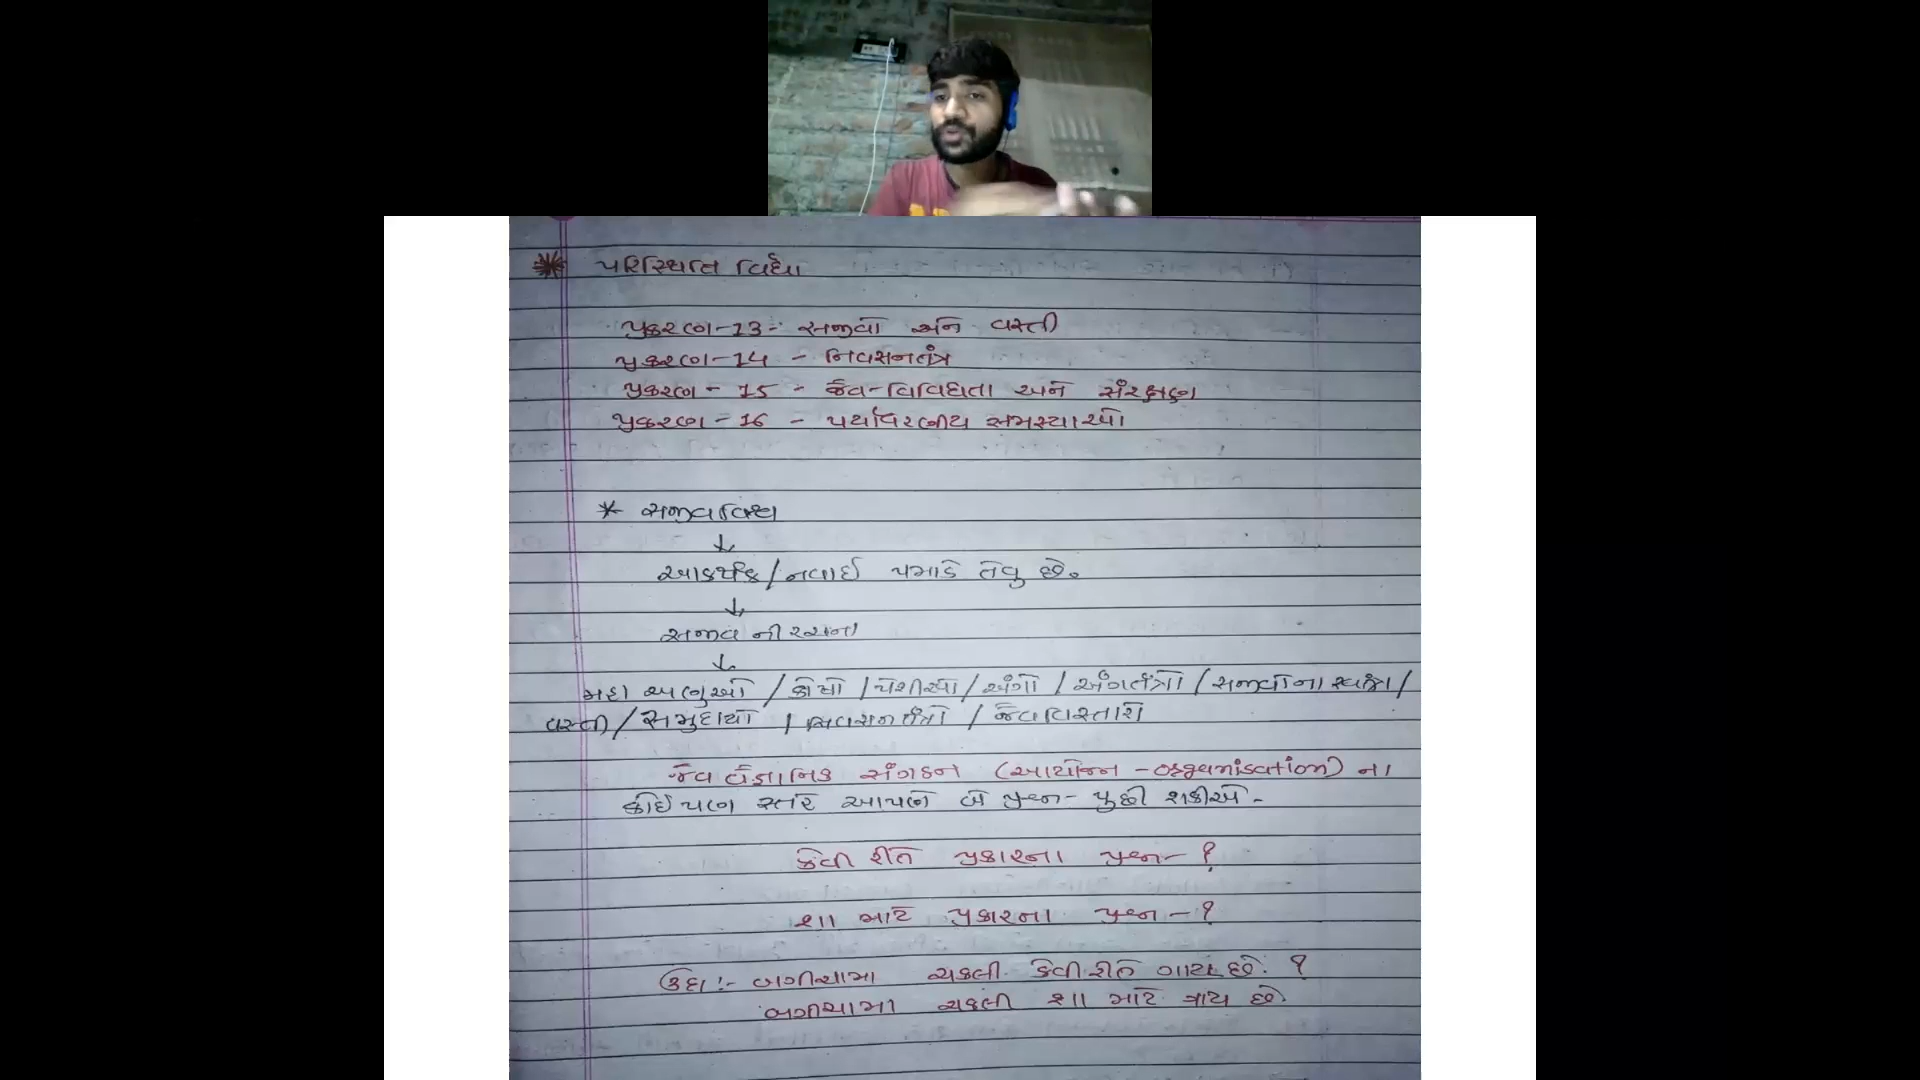 પરિસ્થિતિ વિદ્યા
પ્રકરણ-13 - સજીવો અને વસ્તી
પ્રકરણ-14 - નિવસનતંત્ર
પ્રકરણ - 15 - જૈવ-વિવિધતા અને સંરક્ષણ
પ્રકરણ - 16 - પર્યાવરણીય સમસ્યાઓ
* સજીવવિશ્વ
↓
આકર્ષક/નવાઈ પમાડે તેવુ છે.
↓
સજીવ ની રચના
↓
મહા અણુઓ / કોષો / પેશીઓ / અંગો / અંગતંત્રો / સજીવોના /
વસ્તી / સમુદાયો / નિવસનતંત્રો / જૈવવિસ્તારો
જૈવ વૈજ્ઞાનિક સંગઠન (આયોજન - organisation) ના
કોઈ પણ સ્તરે આપણે બે પ્રશ્ન - પુછી શકીએ -
કેવી રીતે પ્રકારના પ્રશ્ન - ?
શા માટે પ્રકારના પ્રશ્ન - ?
ઉદા :- બગીચામા ચકલી કેવી રીતે ગાય છે. ?
બગીચામા ચકલી શા માટે ગાય છે.